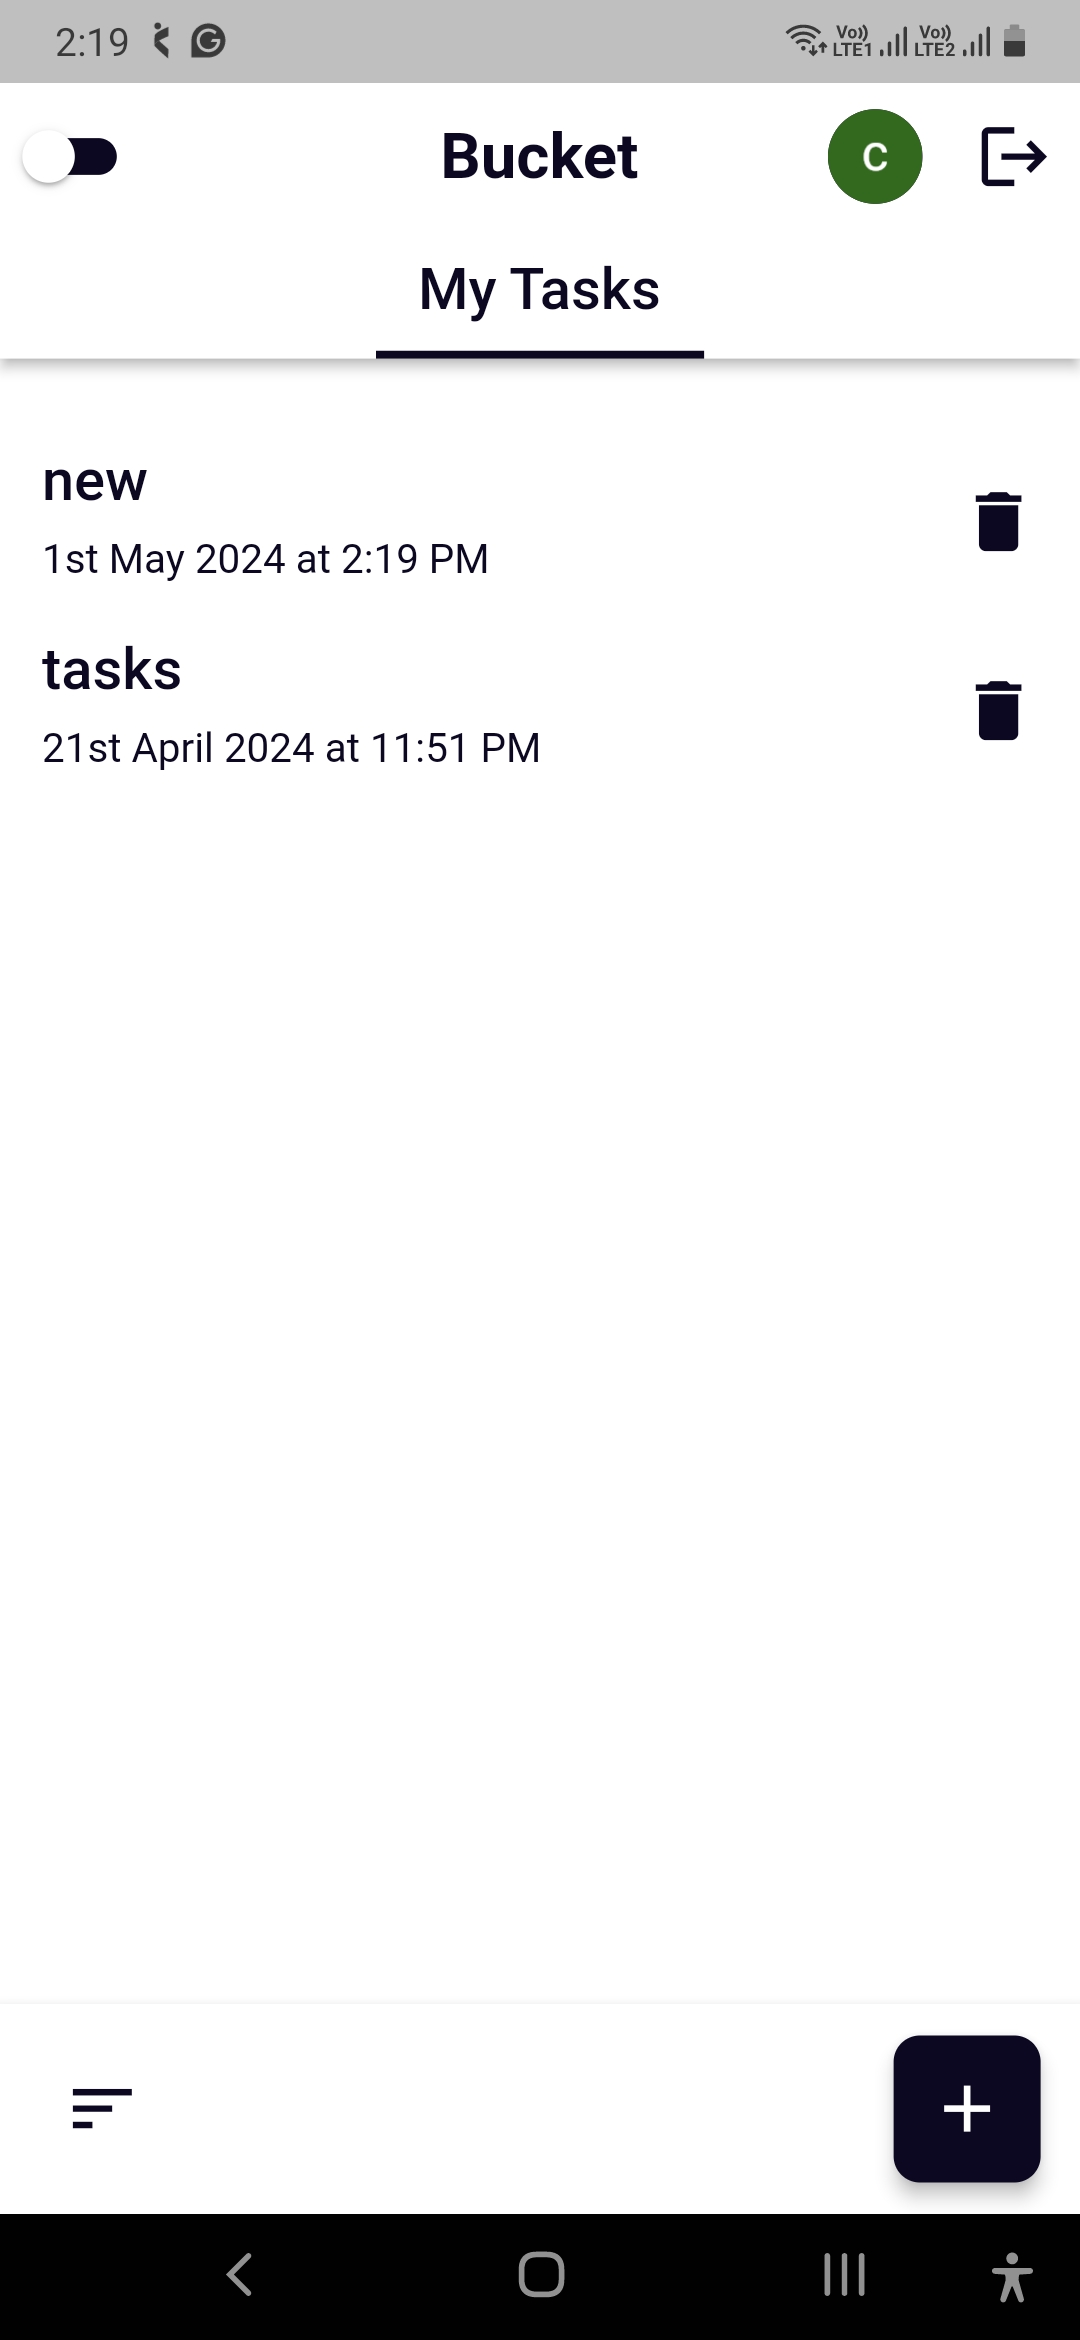 2:19 Vo)) LTE1 Vo)) LTE2
Bucket C
My Tasks
new
1st May 2024 at 2:19 PM
tasks
21st April 2024 at 11:51 PM